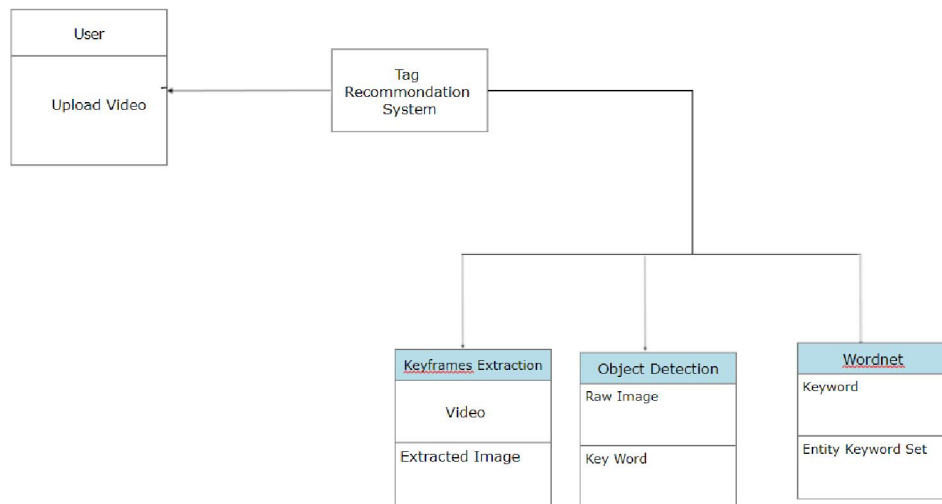 User
Upload Video
Tag
Recommondation
System
Keyframes Extraction
Video
Extracted Image
Object Detection
Raw Image
Key Word
Wordnet
Keyword
Entity Keyword Set